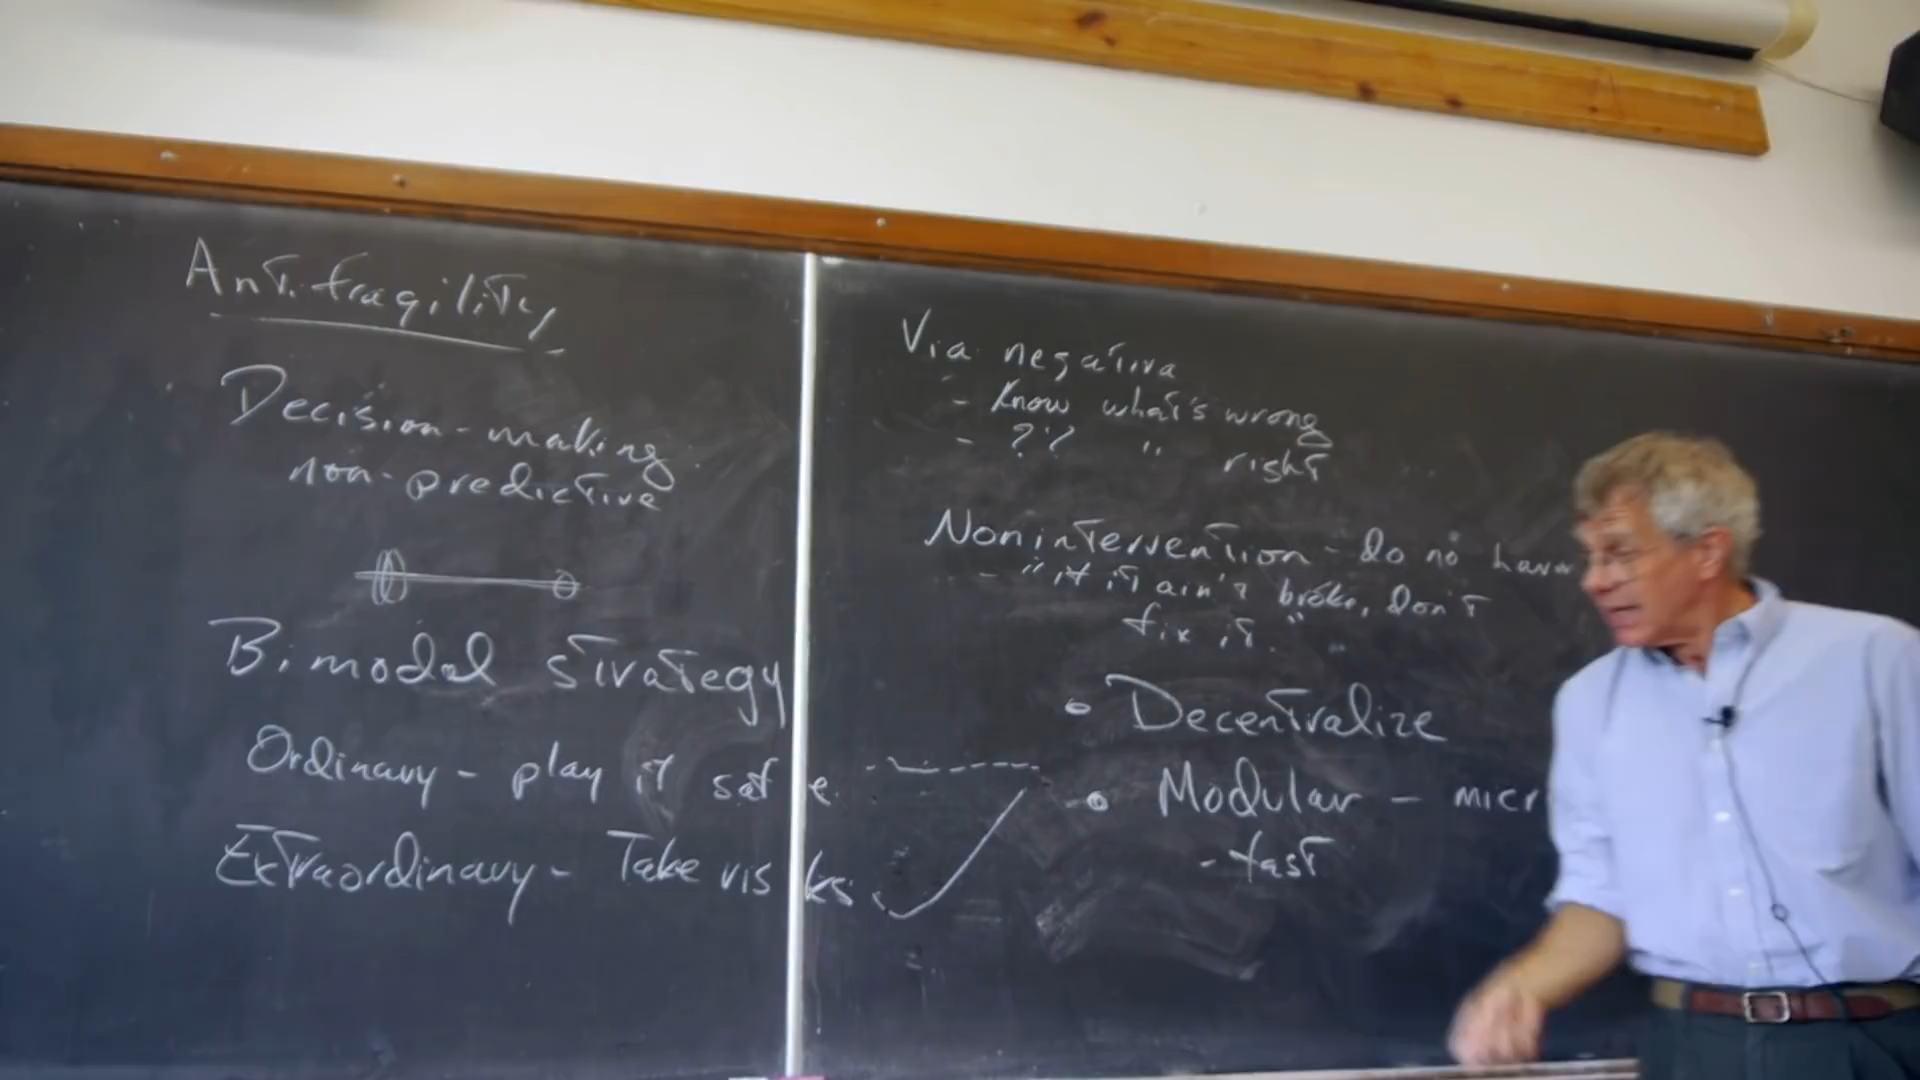 Antifragility
Decision-making
non-predictive
Bimodal strategy
Ordinary - play it safe
Extraordinary - Take risks
Via negativa
- Know what's wrong
- ?? " right
Nonintervention - do no harm
- "if it ain't broke, don't
fix it."
• Decentralize
• Modular - micr
- fast